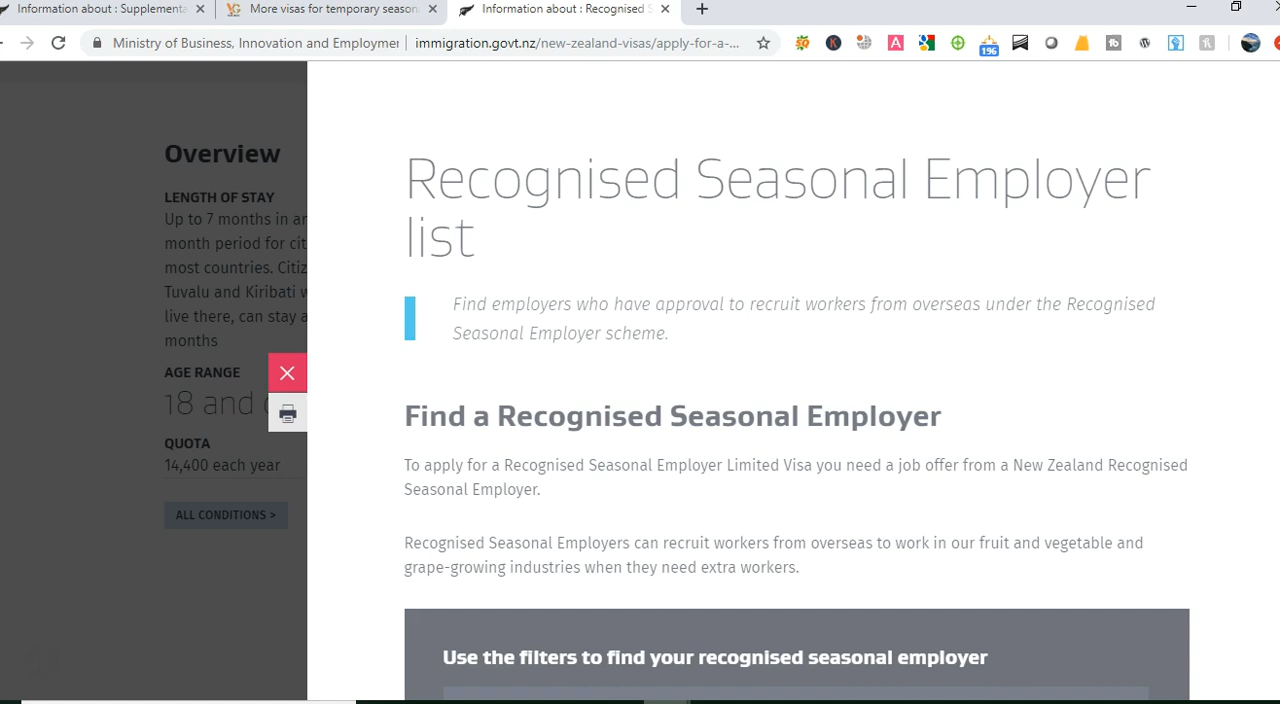 Information about : Supplementa
More visas for temporary season
Information about : Recognised S
Ministry of Business, Innovation and Employmer
immigration.govt.nz/new-zealand-visas/apply-for-a-...
196
Overview
LENGTH OF STAY
Up to 7 months in an
month period for cit
most countries. Citiz
Tuvalu and Kiribati w
live there, can stay a
months
AGE RANGE
18 and
QUOTA
14,400 each year
ALL CONDITIONS >
Recognised Seasonal Employer
list
Find employers who have approval to recruit workers from overseas under the Recognised
Seasonal Employer scheme.
Find a Recognised Seasonal Employer
To apply for a Recognised Seasonal Employer Limited Visa you need a job offer from a New Zealand Recognised
Seasonal Employer.
Recognised Seasonal Employers can recruit workers from overseas to work in our fruit and vegetable and
grape-growing industries when they need extra workers.
Use the filters to find your recognised seasonal employer